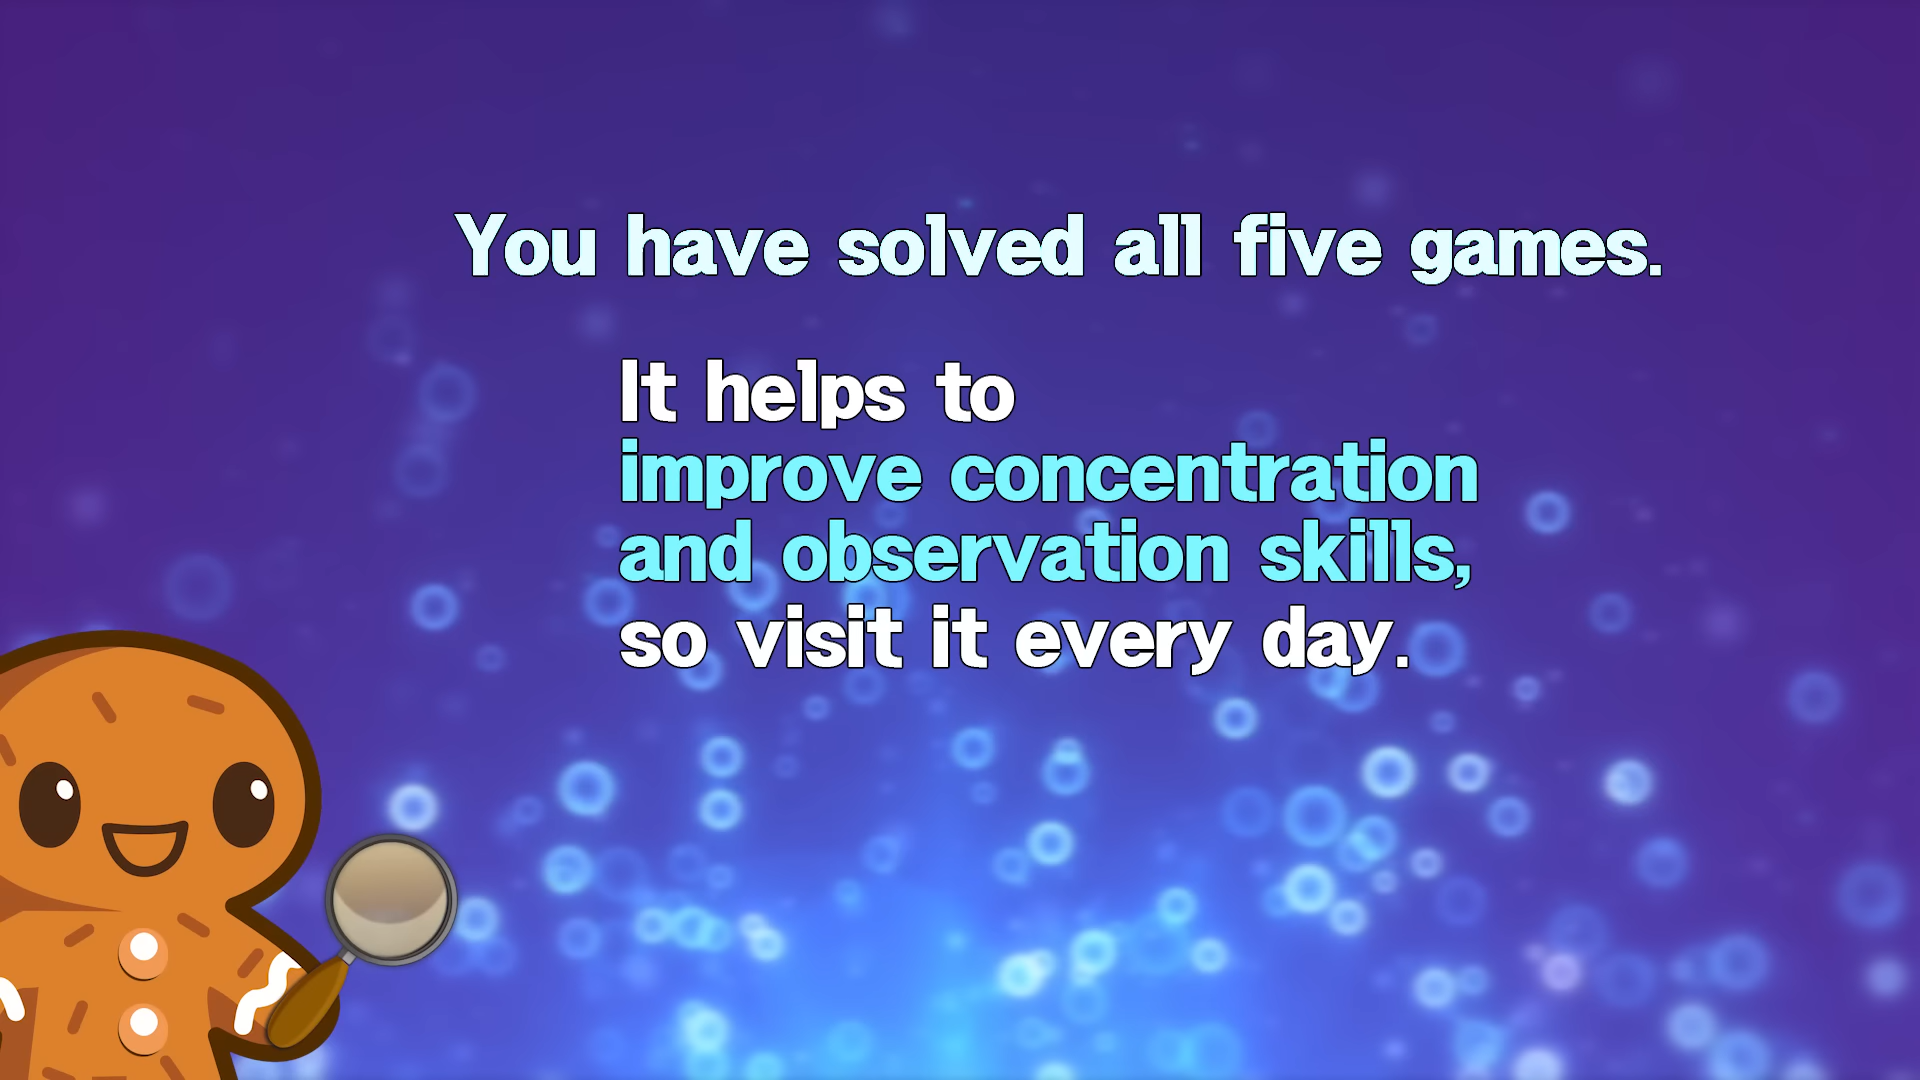 You have solved all five games.
It helps to
improve concentration
and observation skills,
so visit it every day.